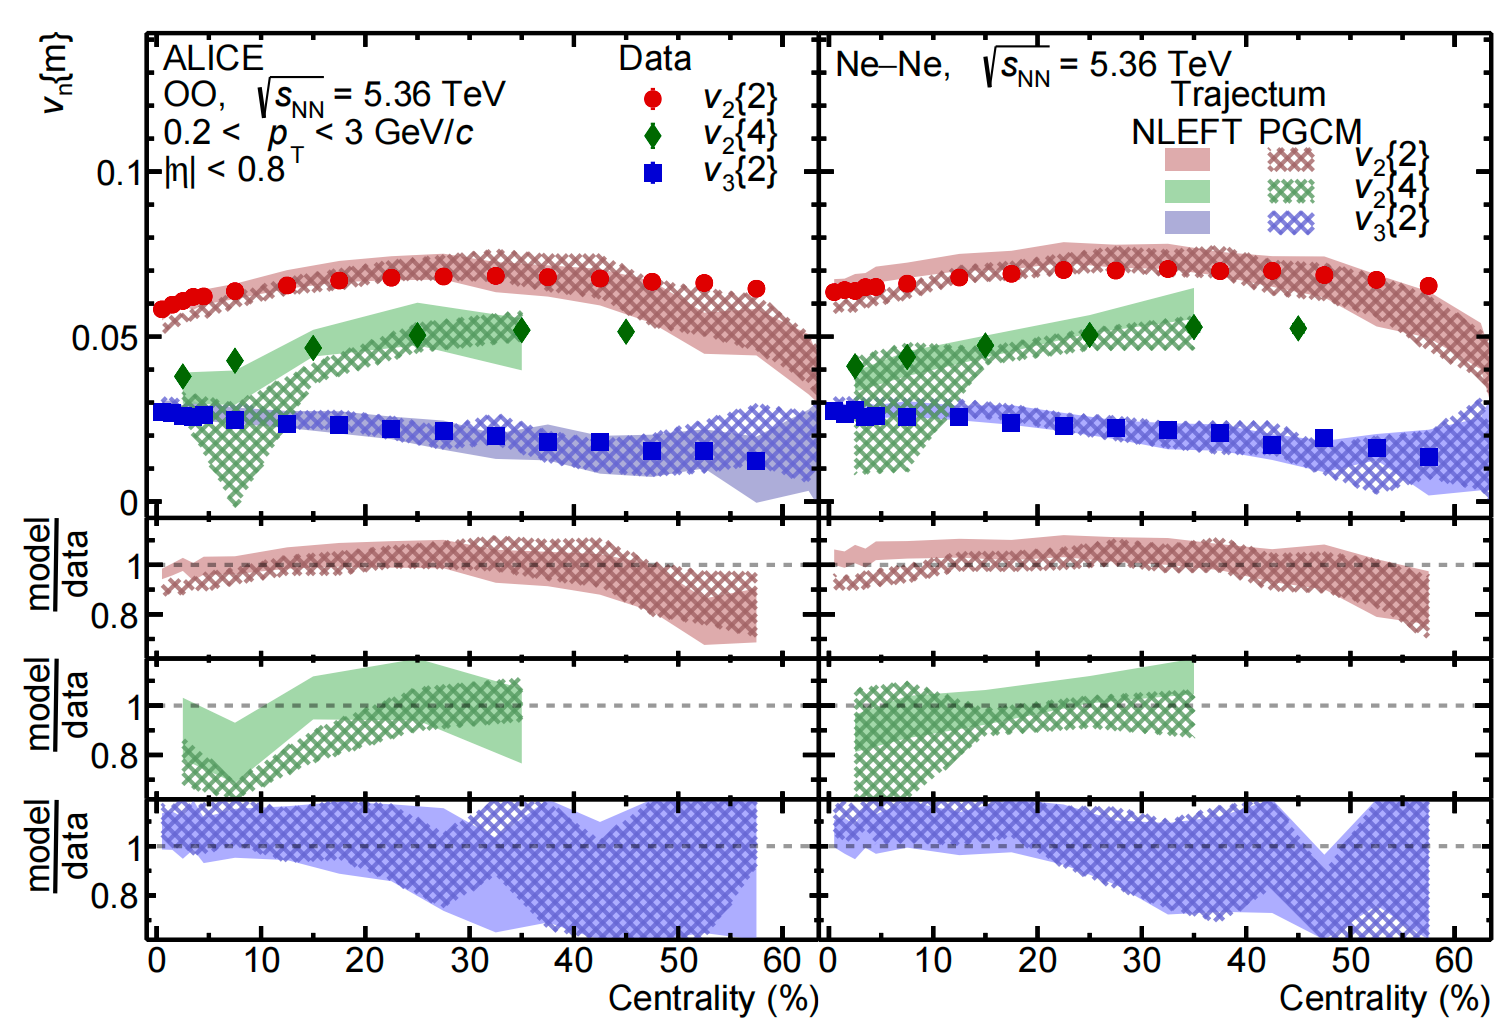 vn{m}
ALICE
OO, √sNN = 5.36 TeV
0.2 < pT < 3 GeV/c
|η| < 0.8
Data
v2{2}
v2{4}
v3{2}
Ne–Ne, √sNN = 5.36 TeV
Trajectum
NLEFT PGCM
v2{2}
v2{4}
v3{2}
0.1
0.05
0
model
data
1
0.8
model
data
1
0.8
model
data
1
0.8
0 10 20 30 40 50 60 0 10 20 30 40 50 60
Centrality (%) Centrality (%)